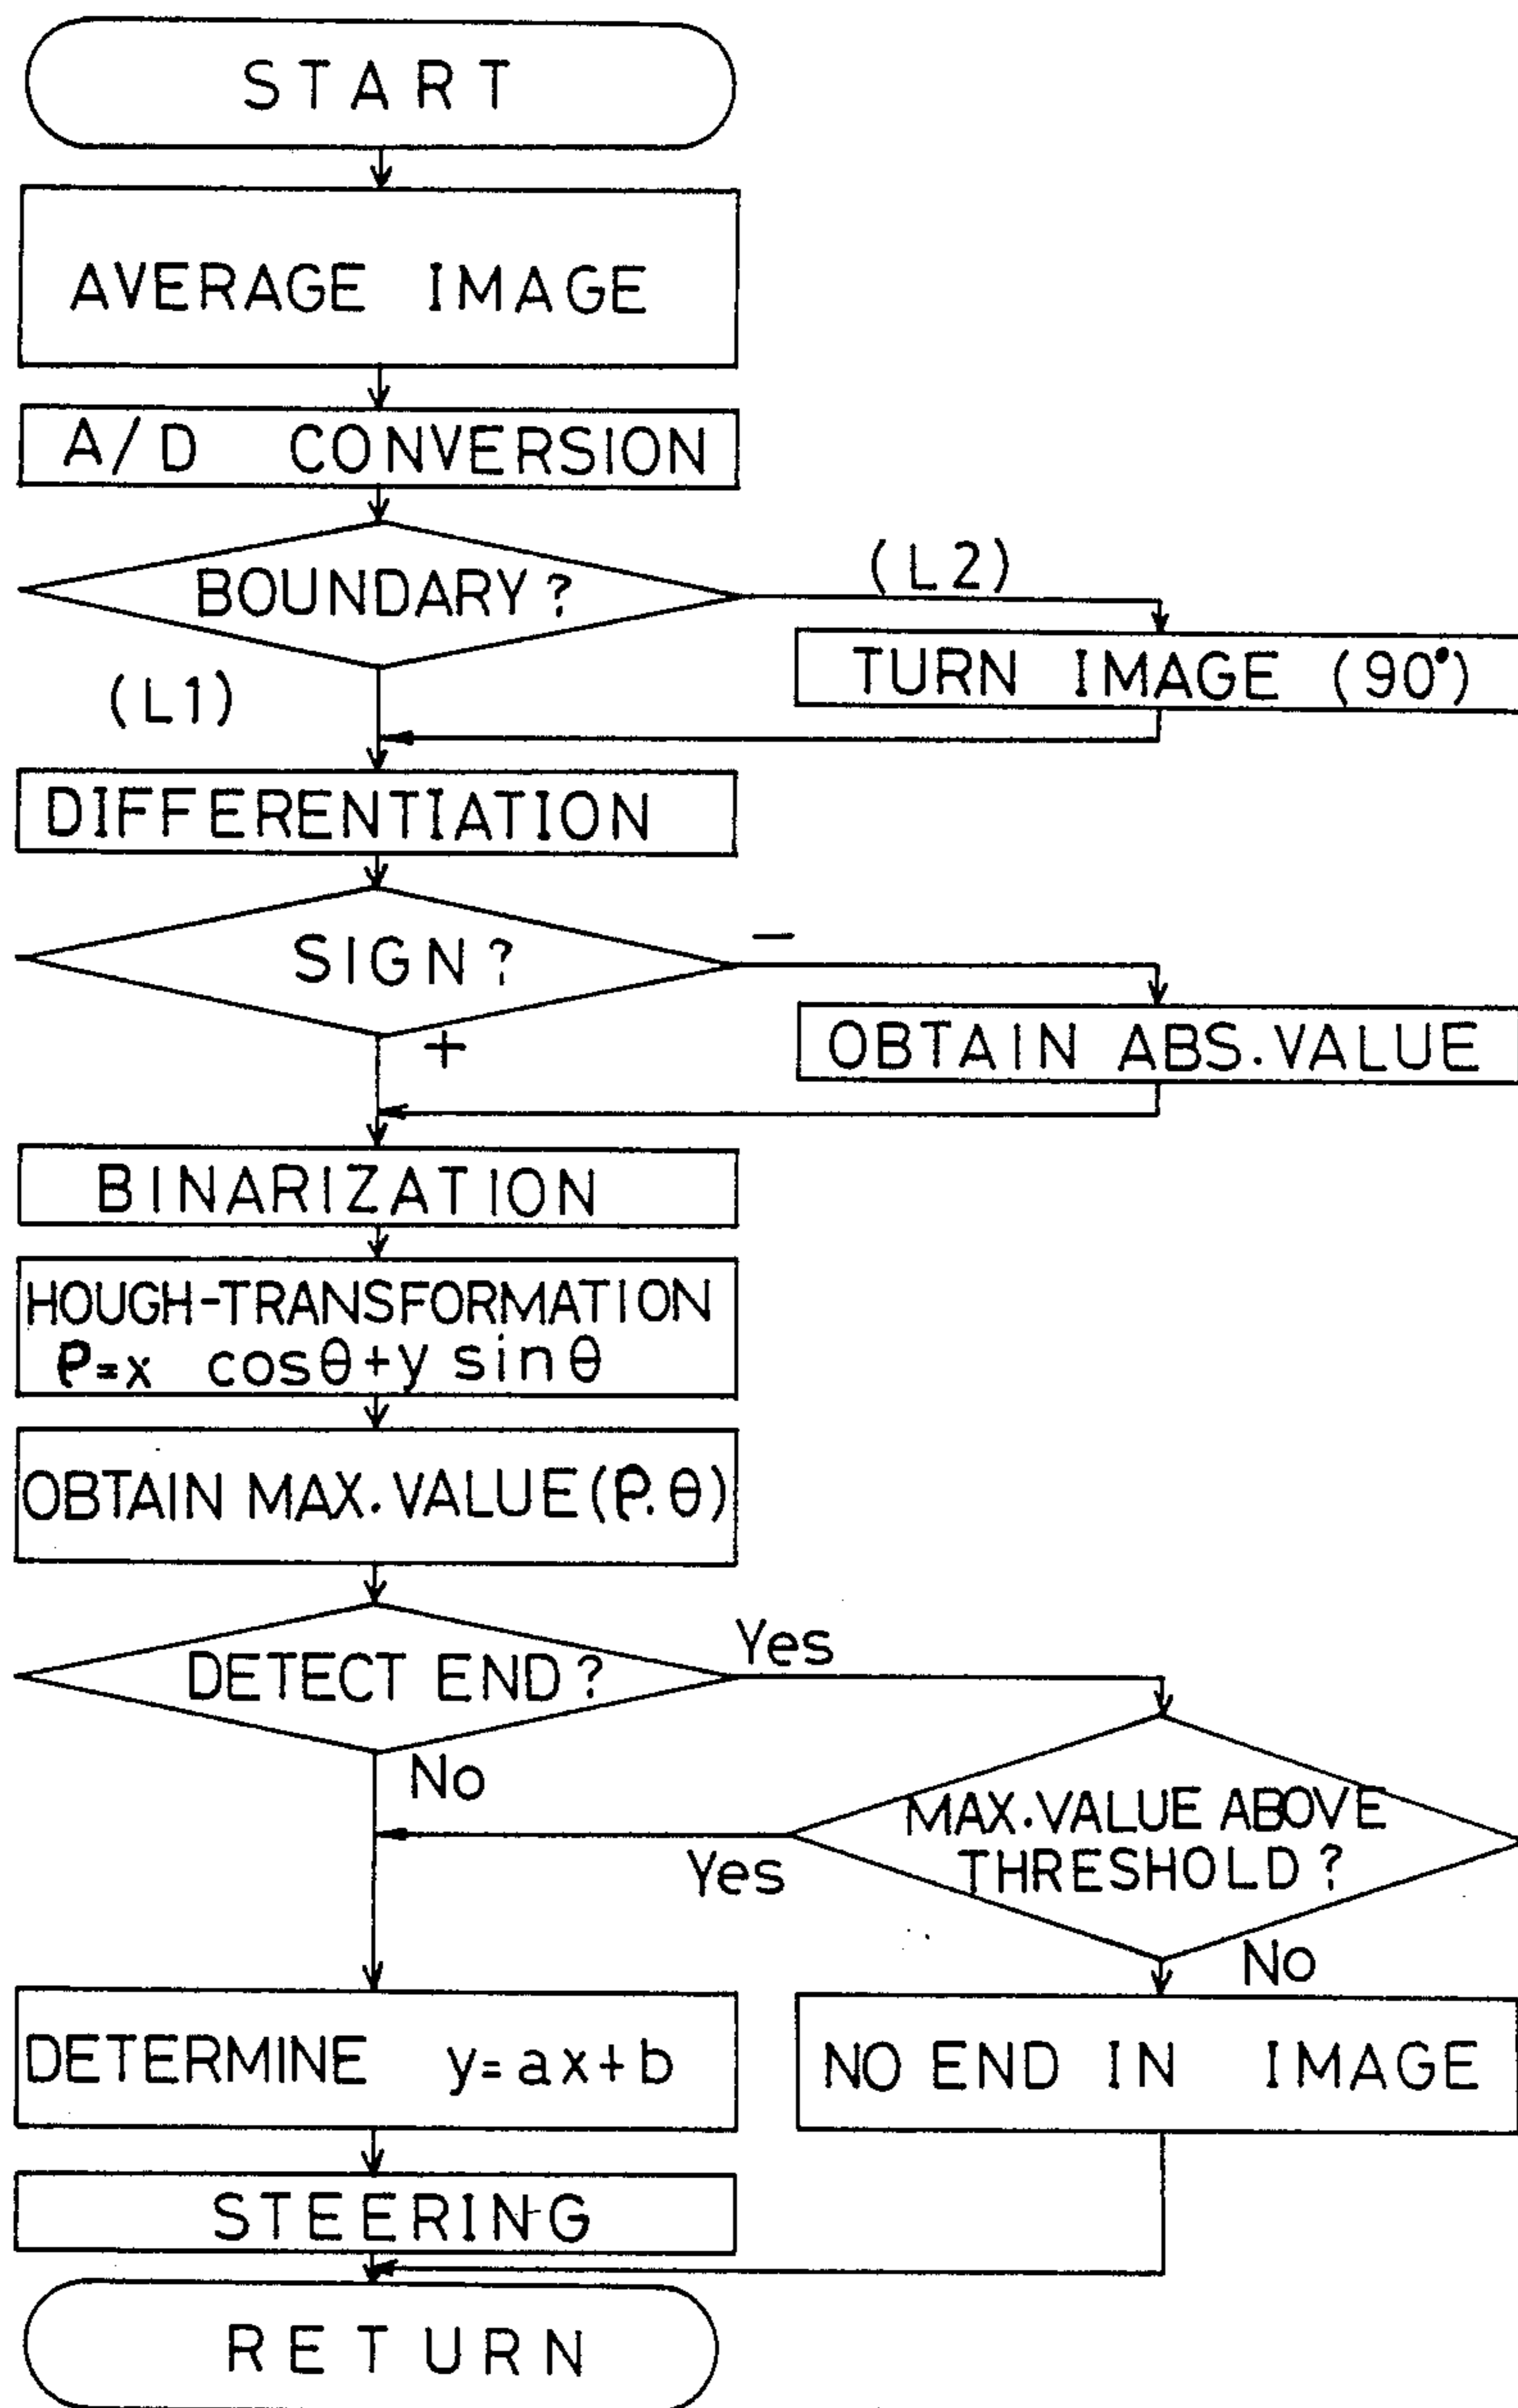 START
AVERAGE IMAGE
A/D CONVERSION
BOUNDARY?
(L2)
TURN IMAGE (90°)
(L1)
DIFFERENTIATION
SIGN?
−
+
OBTAIN ABS.VALUE
BINARIZATION
HOUGH-TRANSFORMATION
ρ=x cosθ+y sinθ
OBTAIN MAX.VALUE(ρ.θ)
DETECT END?
Yes
No
MAX.VALUE ABOVE
THRESHOLD?
Yes
No
DETERMINE y=ax+b
NO END IN IMAGE
STEERING
RETURN